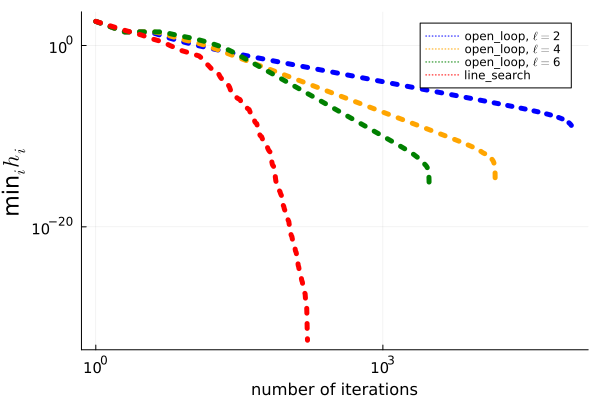 open_loop, ℓ = 2
open_loop, ℓ = 4
open_loop, ℓ = 6
line_search
10⁰
10⁻²⁰
min_i h_i
10⁰
10³
number of iterations